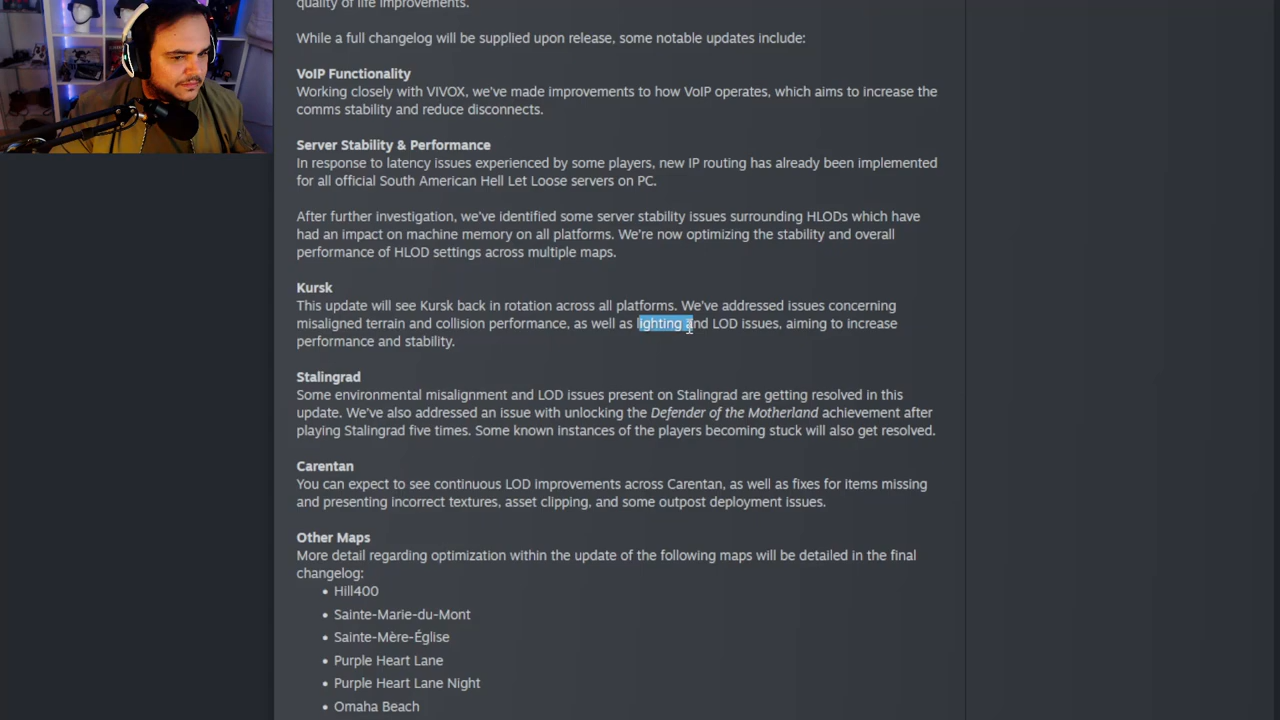 quality of life improvements.
While a full changelog will be supplied upon release, some notable updates include:
VoIP Functionality
Working closely with VIVOX, we've made improvements to how VoIP operates, which aims to increase the
comms stability and reduce disconnects.
Server Stability & Performance
In response to latency issues experienced by some players, new IP routing has already been implemented
for all official South American Hell Let Loose servers on PC.
After further investigation, we've identified some server stability issues surrounding HLODs which have
had an impact on machine memory on all platforms. We're now optimizing the stability and overall
performance of HLOD settings across multiple maps.
Kursk
This update will see Kursk back in rotation across all platforms. We've addressed issues concerning
misaligned terrain and collision performance, as well as lighting and LOD issues, aiming to increase
performance and stability.
Stalingrad
Some environmental misalignment and LOD issues present on Stalingrad are getting resolved in this
update. We've also addressed an issue with unlocking the Defender of the Motherland achievement after
playing Stalingrad five times. Some known instances of the players becoming stuck will also get resolved.
Carentan
You can expect to see continuous LOD improvements across Carentan, as well as fixes for items missing
and presenting incorrect textures, asset clipping, and some outpost deployment issues.
Other Maps
More detail regarding optimization within the update of the following maps will be detailed in the final
changelog:
• Hill400
• Sainte-Marie-du-Mont
• Sainte-Mère-Église
• Purple Heart Lane
• Purple Heart Lane Night
• Omaha Beach